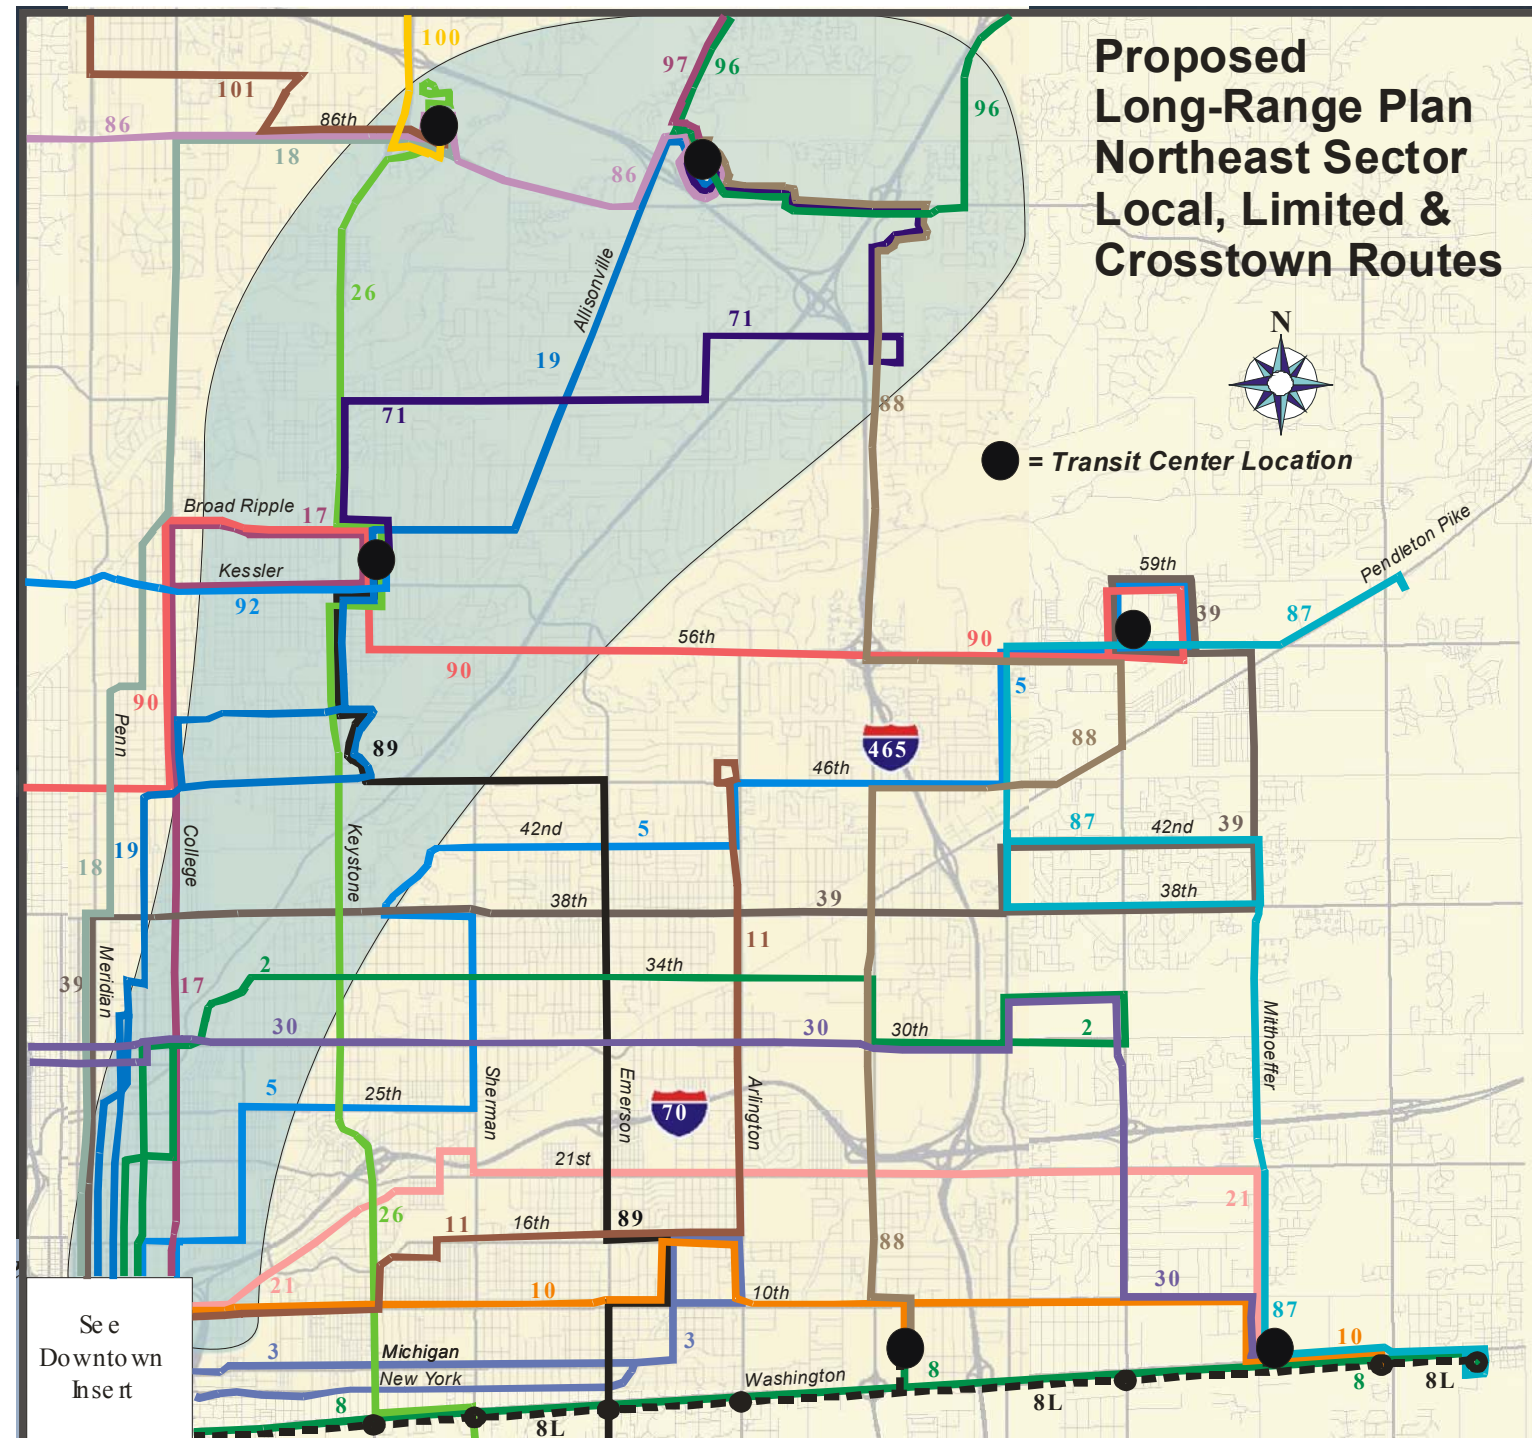 Proposed
Long-Range Plan
Northeast Sector
Local, Limited &
Crosstown Routes
N
= Transit Center Location
100
97
96
101
86th
86
18
96
86
26
Allisonville
71
19
71
88
Broad Ripple
17
Kessler
92
59th
Pendleton Pike
39
87
56th
90
90
5
90
Penn
89
88
465
46th
87
42nd
39
42nd
5
19
College
Keystone
18
38th
39
38th
11
2
34th
39
Meridian
17
30
30
30th
2
Mitthoeffer
5
25th
Sherman
Emerson
70
Arlington
21st
21
26
11
16th
89
88
21
10
10th
30
87
10
See
Downtown
Insert
3
Michigan
3
New York
Washington
8
8
8L
8
8L
8L